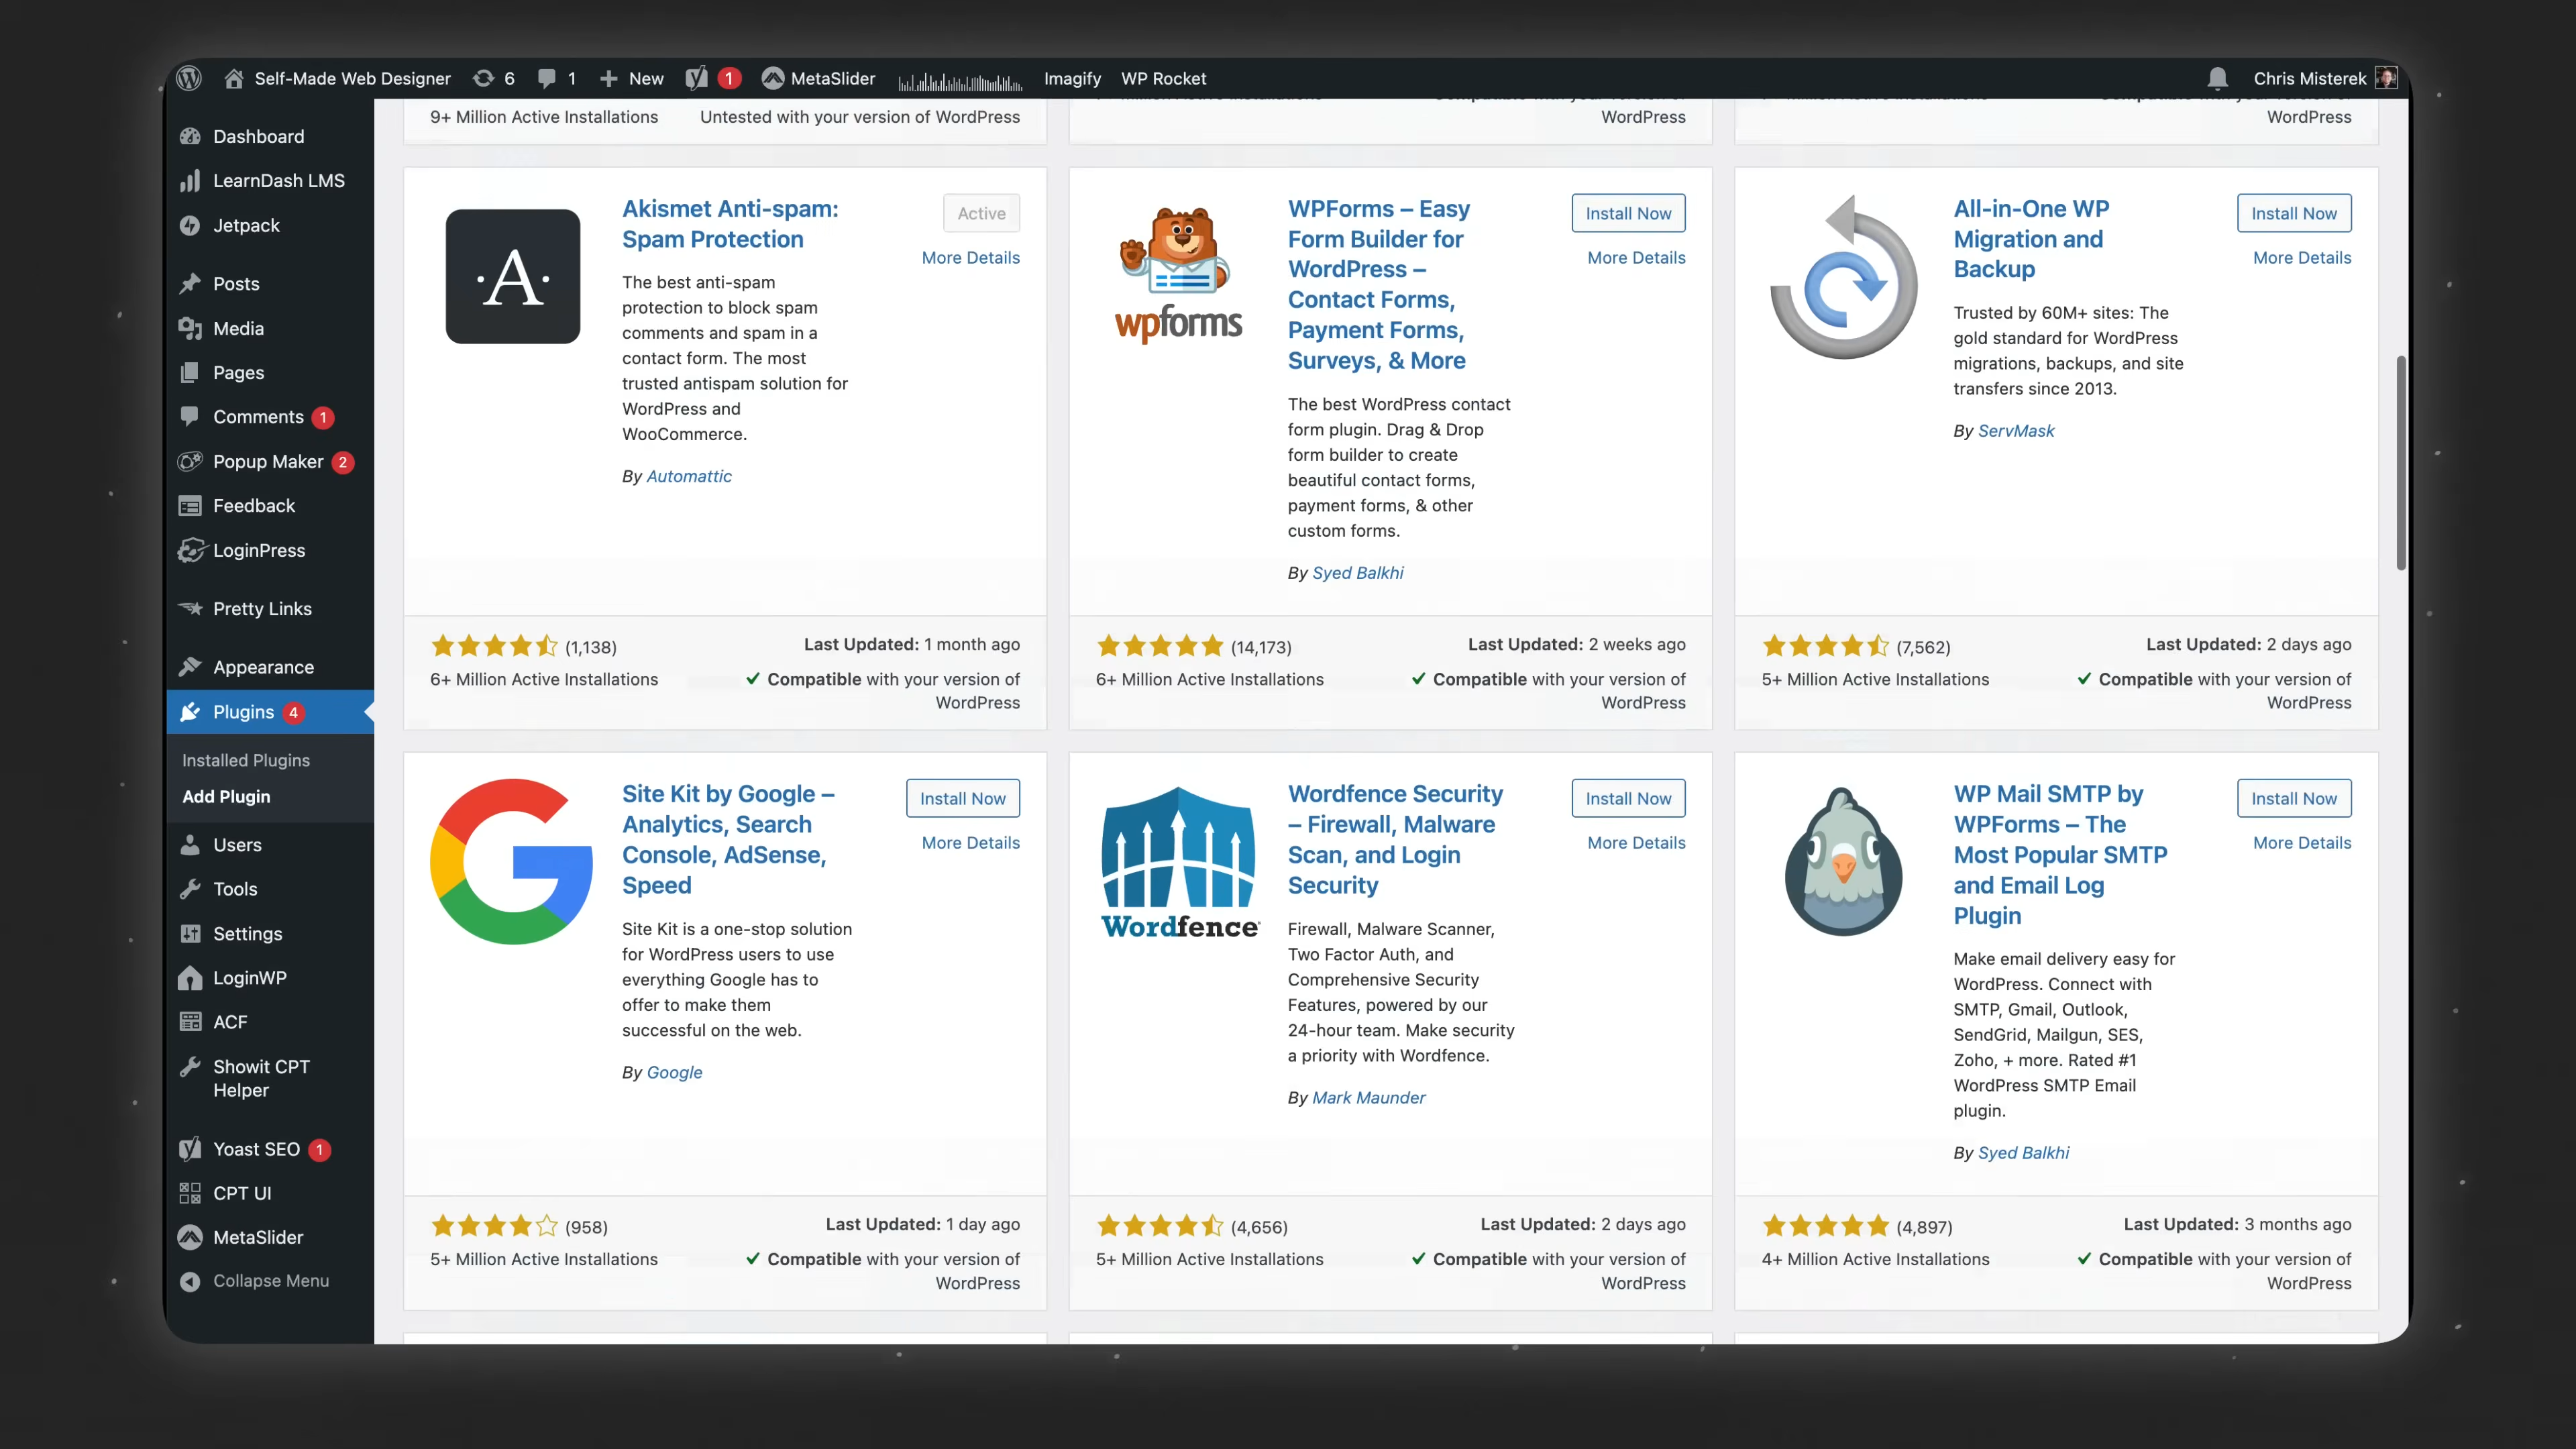 Self-Made Web Designer 6 1 New 1 MetaSlider Imagify WP Rocket Chris Misterek
Dashboard
LearnDash LMS
Jetpack
Posts
Media
Pages
Comments 1
Popup Maker 2
Feedback
LoginPress
Pretty Links
Appearance
Plugins 4
Installed Plugins
Add Plugin
Users
Tools
Settings
LoginWP
ACF
Showit CPT
Helper
Yoast SEO 1
CPT UI
MetaSlider
Collapse Menu
9+ Million Active Installations Untested with your version of WordPress
WordPress
WordPress
Akismet Anti-spam:
Spam Protection
Active
More Details
The best anti-spam
protection to block spam
comments and spam in a
contact form. The most
trusted antispam solution for
WordPress and
WooCommerce.
By Automattic
(1,138)
Last Updated: 1 month ago
6+ Million Active Installations
Compatible with your version of
WordPress
wpforms
WPForms – Easy
Form Builder for
WordPress –
Contact Forms,
Payment Forms,
Surveys, & More
Install Now
More Details
The best WordPress contact
form plugin. Drag & Drop
form builder to create
beautiful contact forms,
payment forms, & other
custom forms.
By Syed Balkhi
(14,173)
Last Updated: 2 weeks ago
6+ Million Active Installations
Compatible with your version of
WordPress
All-in-One WP
Migration and
Backup
Install Now
More Details
Trusted by 60M+ sites: The
gold standard for WordPress
migrations, backups, and site
transfers since 2013.
By ServMask
(7,562)
Last Updated: 2 days ago
5+ Million Active Installations
Compatible with your version of
WordPress
Site Kit by Google –
Analytics, Search
Console, AdSense,
Speed
Install Now
More Details
Site Kit is a one-stop solution
for WordPress users to use
everything Google has to
offer to make them
successful on the web.
By Google
(958)
Last Updated: 1 day ago
5+ Million Active Installations
Compatible with your version of
WordPress
Wordfence
Wordfence Security
– Firewall, Malware
Scan, and Login
Security
Install Now
More Details
Firewall, Malware Scanner,
Two Factor Auth, and
Comprehensive Security
Features, powered by our
24-hour team. Make security
a priority with Wordfence.
By Mark Maunder
(4,656)
Last Updated: 2 days ago
5+ Million Active Installations
Compatible with your version of
WordPress
WP Mail SMTP by
WPForms – The
Most Popular SMTP
and Email Log
Plugin
Install Now
More Details
Make email delivery easy for
WordPress. Connect with
SMTP, Gmail, Outlook,
SendGrid, Mailgun, SES,
Zoho, + more. Rated #1
WordPress SMTP Email
plugin.
By Syed Balkhi
(4,897)
Last Updated: 3 months ago
4+ Million Active Installations
Compatible with your version of
WordPress